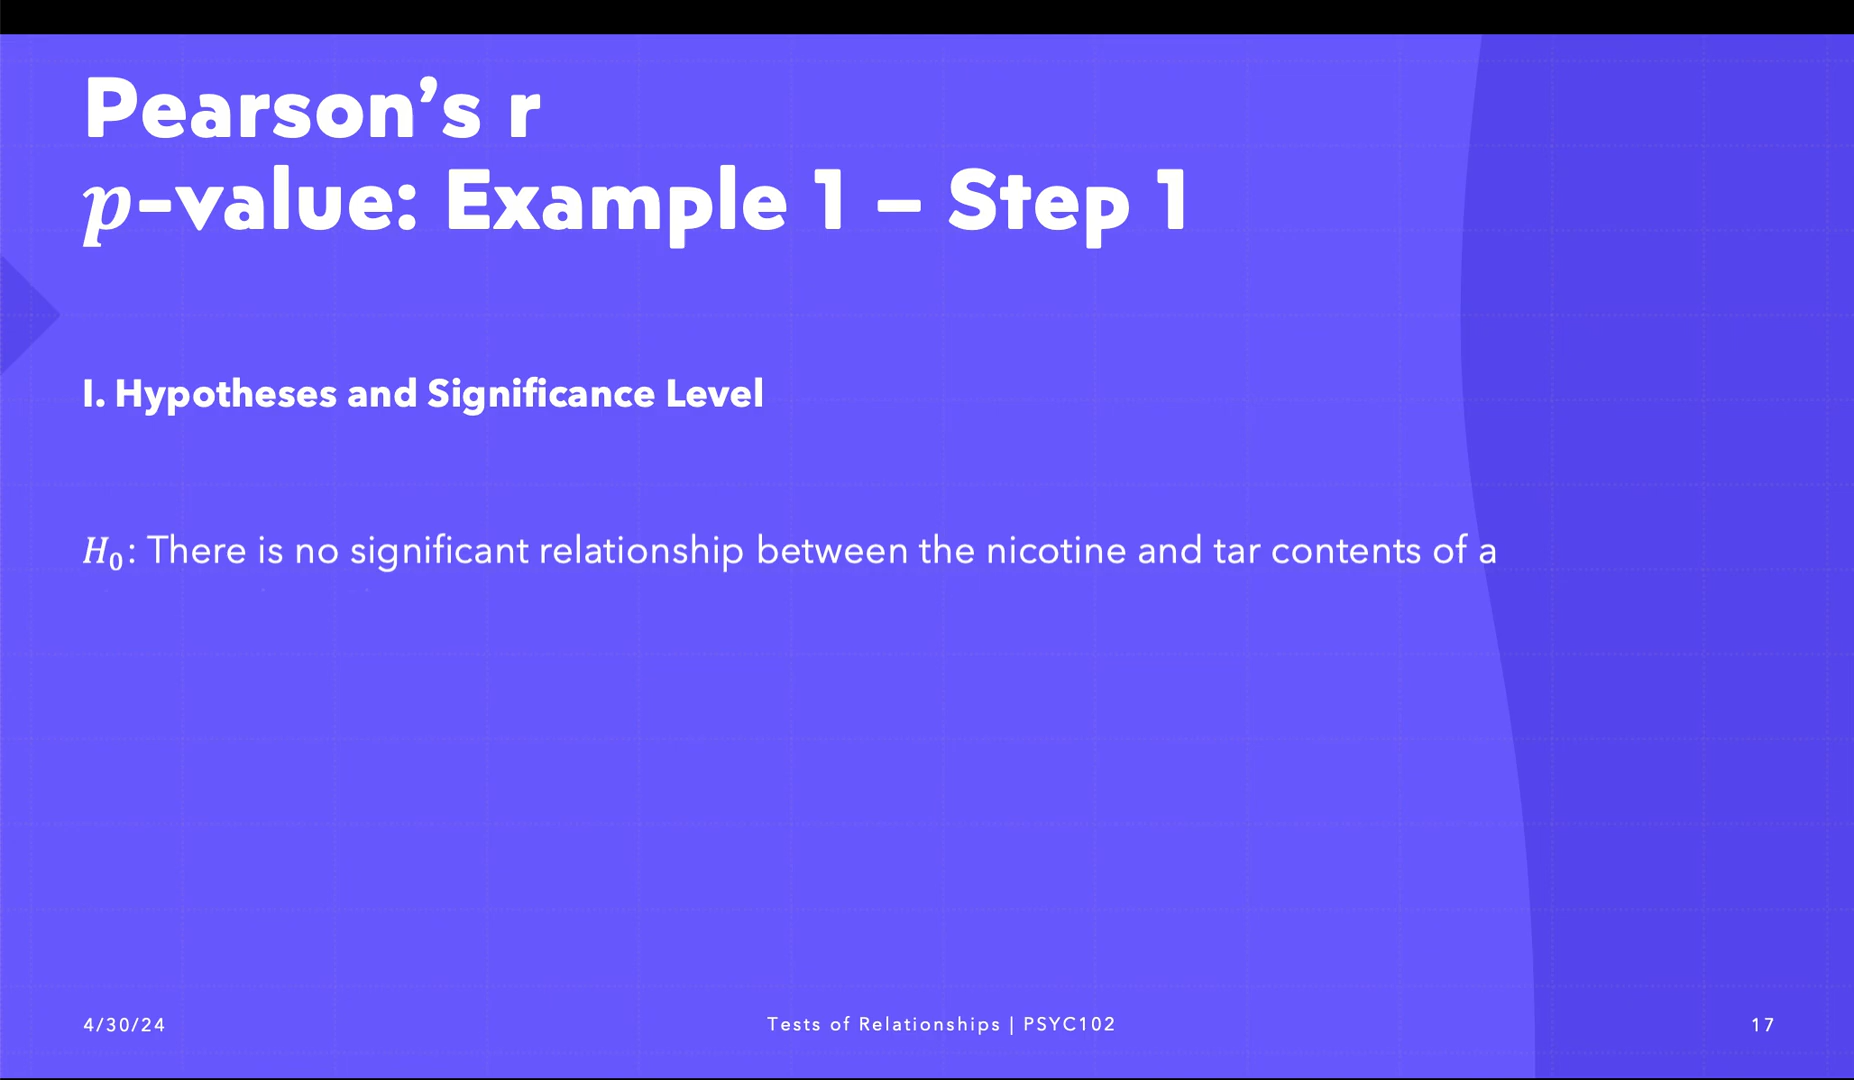 Pearson’s r
p-value: Example 1 – Step 1
I. Hypotheses and Significance Level
H₀: There is no significant relationship between the nicotine and tar contents of a
4/30/24
Tests of Relationships | PSYC102
17